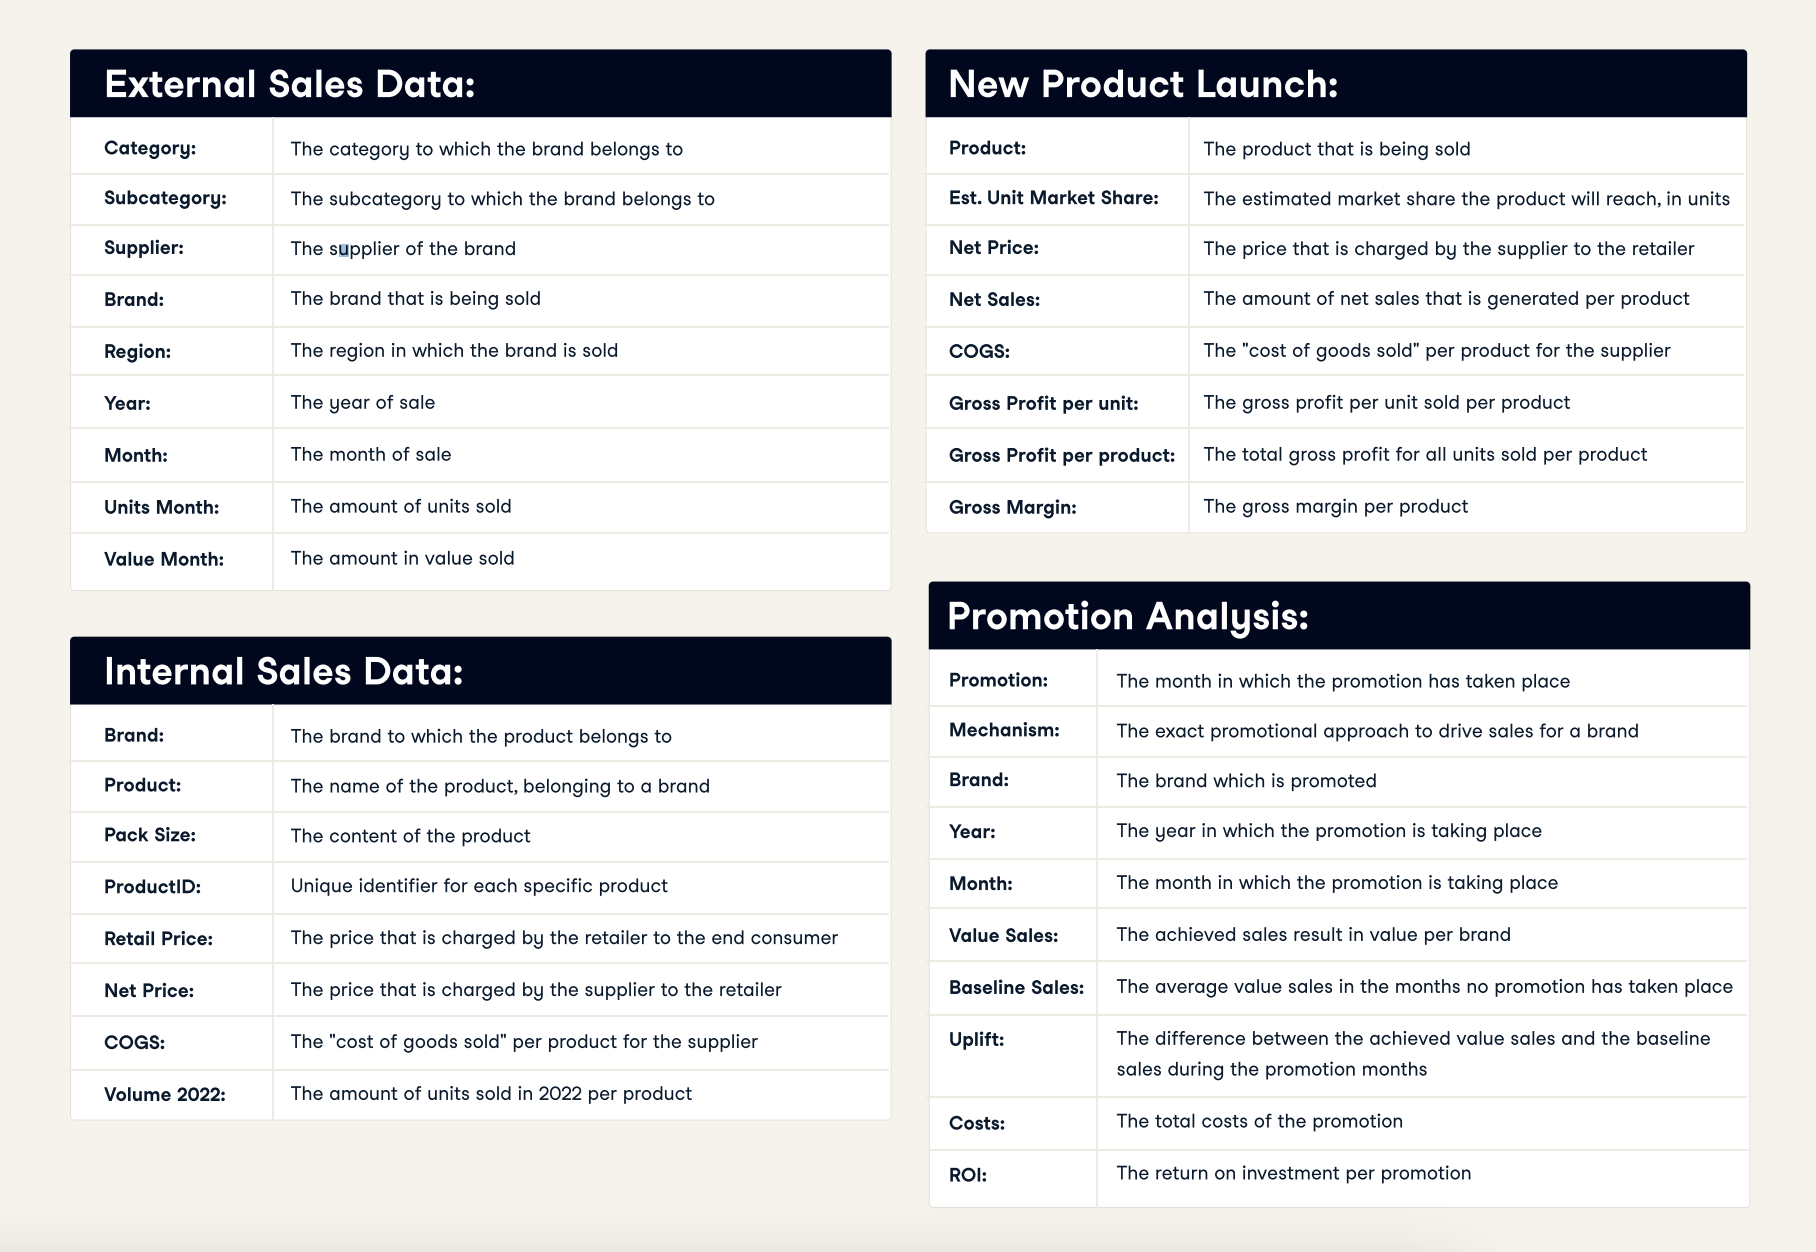 External Sales Data:
Category: The category to which the brand belongs to
Subcategory: The subcategory to which the brand belongs to
Supplier: The supplier of the brand
Brand: The brand that is being sold
Region: The region in which the brand is sold
Year: The year of sale
Month: The month of sale
Units Month: The amount of units sold
Value Month: The amount in value sold
Internal Sales Data:
Brand: The brand to which the product belongs to
Product: The name of the product, belonging to a brand
Pack Size: The content of the product
ProductID: Unique identifier for each specific product
Retail Price: The price that is charged by the retailer to the end consumer
Net Price: The price that is charged by the supplier to the retailer
COGS: The "cost of goods sold" per product for the supplier
Volume 2022: The amount of units sold in 2022 per product
New Product Launch:
Product: The product that is being sold
Est. Unit Market Share: The estimated market share the product will reach, in units
Net Price: The price that is charged by the supplier to the retailer
Net Sales: The amount of net sales that is generated per product
COGS: The "cost of goods sold" per product for the supplier
Gross Profit per unit: The gross profit per unit sold per product
Gross Profit per product: The total gross profit for all units sold per product
Gross Margin: The gross margin per product
Promotion Analysis:
Promotion: The month in which the promotion has taken place
Mechanism: The exact promotional approach to drive sales for a brand
Brand: The brand which is promoted
Year: The year in which the promotion is taking place
Month: The month in which the promotion is taking place
Value Sales: The achieved sales result in value per brand
Baseline Sales: The average value sales in the months no promotion has taken place
Uplift: The difference between the achieved value sales and the baseline
sales during the promotion months
Costs: The total costs of the promotion
ROI: The return on investment per promotion